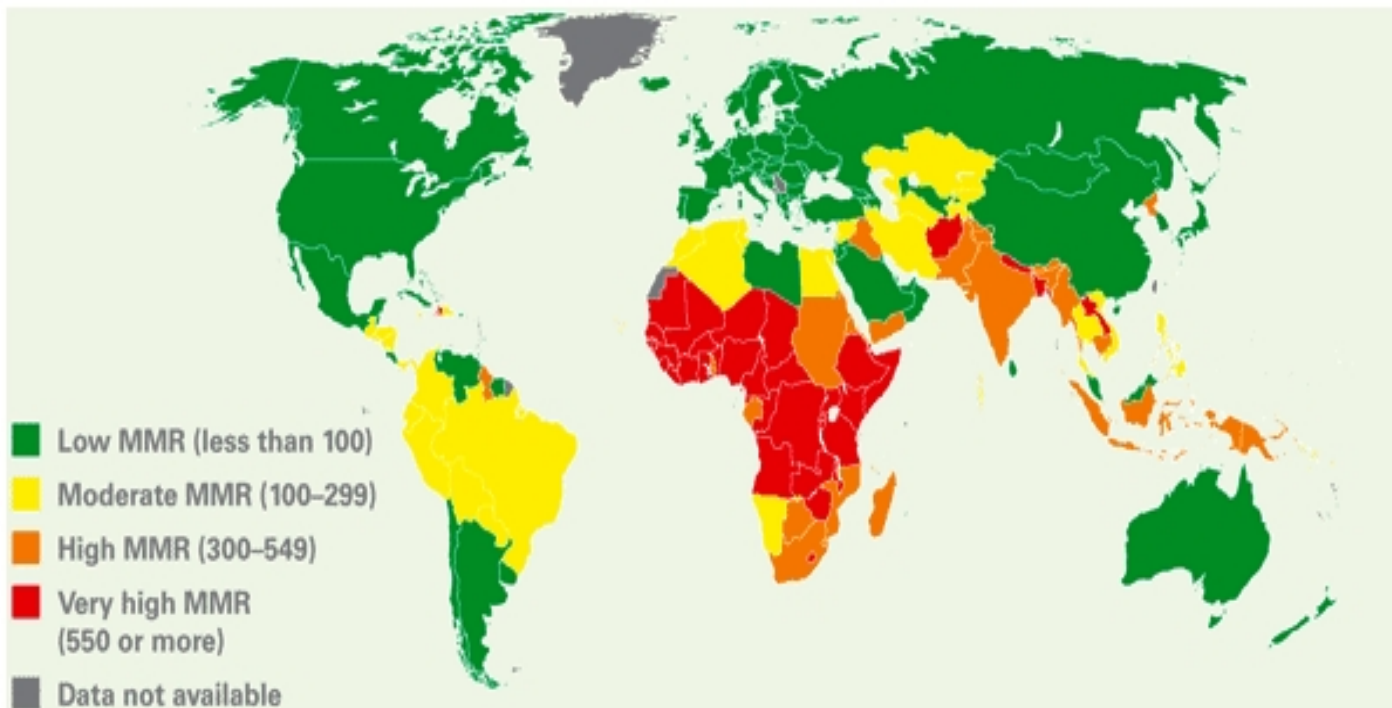 Low MMR (less than 100)
Moderate MMR (100–299)
High MMR (300–549)
Very high MMR
(550 or more)
Data not available